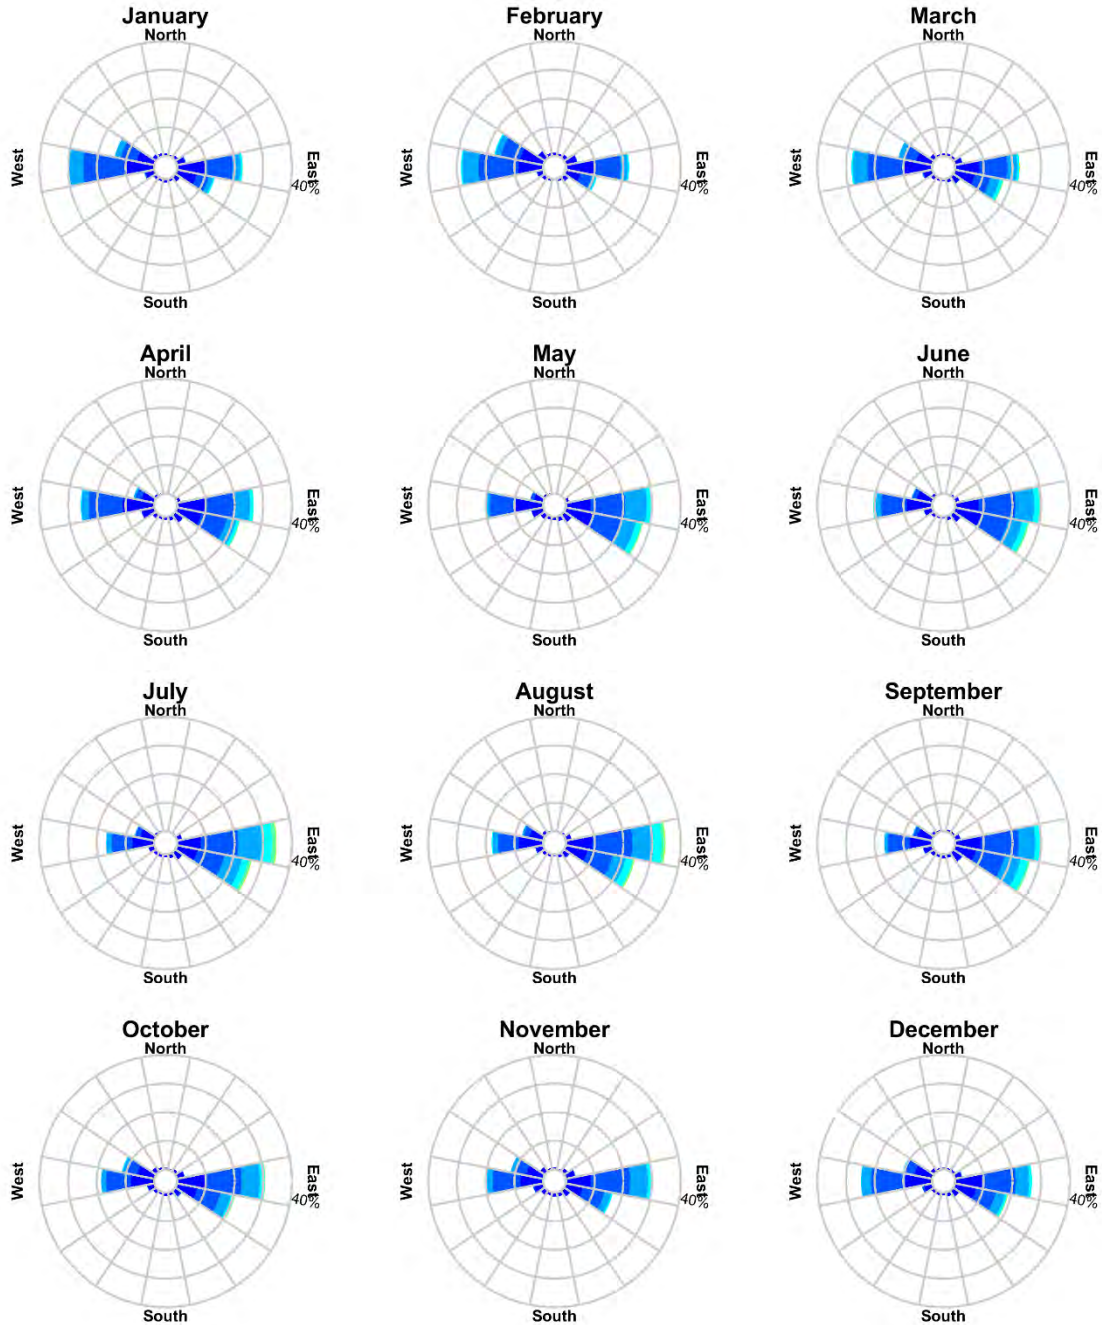 January
February
March
North
North
North
West
East
West
East
West
East
40%
40%
40%
South
South
South
April
May
June
North
North
North
West
East
West
East
West
East
40%
40%
40%
South
South
South
July
August
September
North
North
North
West
East
West
East
West
East
40%
40%
40%
South
South
South
October
November
December
North
North
North
West
East
West
East
West
East
40%
40%
40%
South
South
South